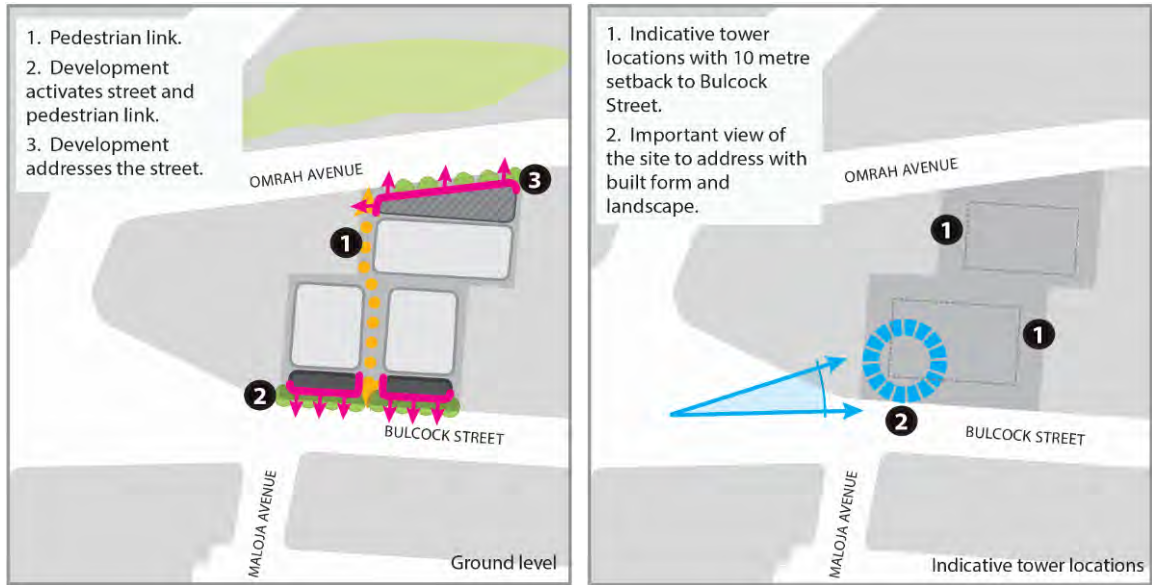 1. Pedestrian link.
2. Development
activates street and
pedestrian link.
3. Development
addresses the street.
OMRAH AVENUE
3
1
2
BULCOCK STREET
MALOJA AVENUE
Ground level
1. Indicative tower
locations with 10 metre
setback to Bulcock
Street.
2. Important view of
the site to address with
built form and
landscape.
OMRAH AVENUE
1
1
2
BULCOCK STREET
MALOJA AVENUE
Indicative tower locations